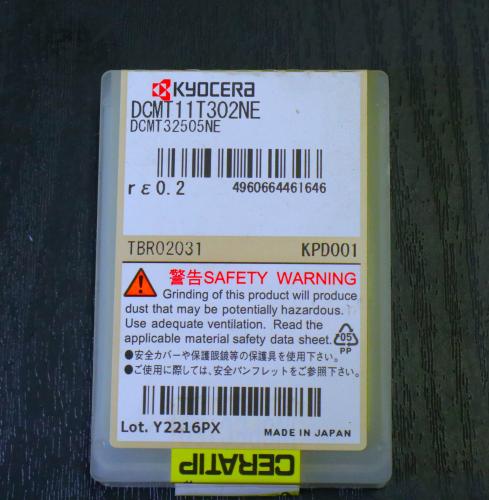 KYOCERA
DCMT11T302NE
DCMT32505NE
rε0.2
4960664461646
TBR02031 KPD001
警告SAFETY WARNING
Grinding of this product will produce
dust that may be potentially hazardous.
Use adequate ventilation. Read the
applicable material safety data sheet.
●安全カバーや保護眼鏡等の保護具を使用下さい。
●ご使用に際しては､安全パンフレットをご参照下さい。
05
PP
Lot. Y2216PX
MADE IN JAPAN
CERATIP